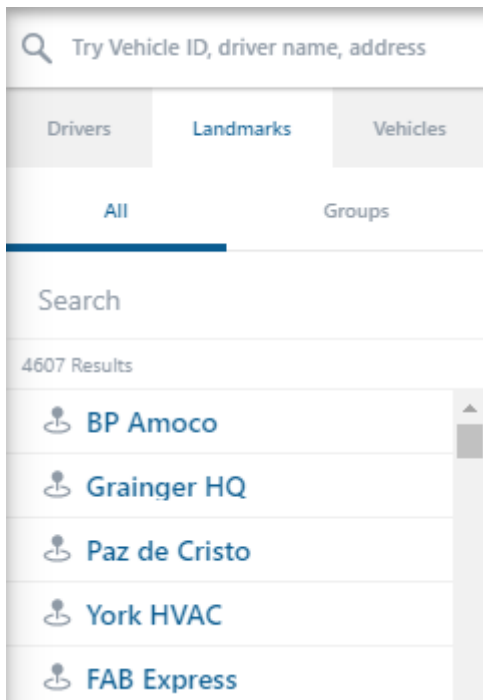 Try Vehicle ID, driver name, address
Drivers Landmarks Vehicles
All Groups
Search
4607 Results
BP Amoco
Grainger HQ
Paz de Cristo
York HVAC
FAB Express